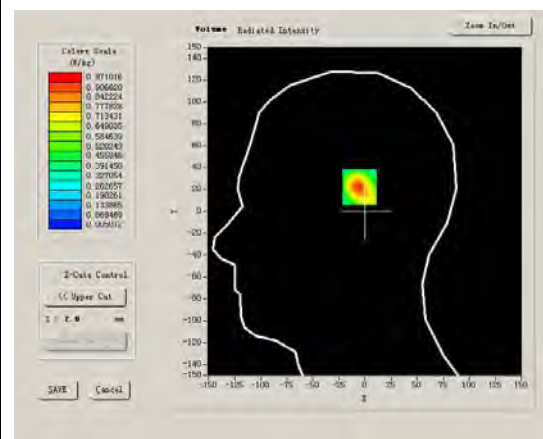 Volume Radiated Intensity
Zoom In/Out
Colors Scale
(W/kg)
0.971016
0.906620
0.842224
0.777828
0.713431
0.649035
0.584639
0.520243
0.455846
0.391450
0.327054
0.262657
0.198261
0.133865
0.069469
150
120
100
80
60
40
20
0
-20
-40
-60
-80
-100
-120
-140
-150
-150 -125 -100 -75 -50 -25 0 25 50 75 100 120 150
Y
X
Z-Cuts Control
<< Upper Cut
Z : 2.0 mm
SAVE
Cancel